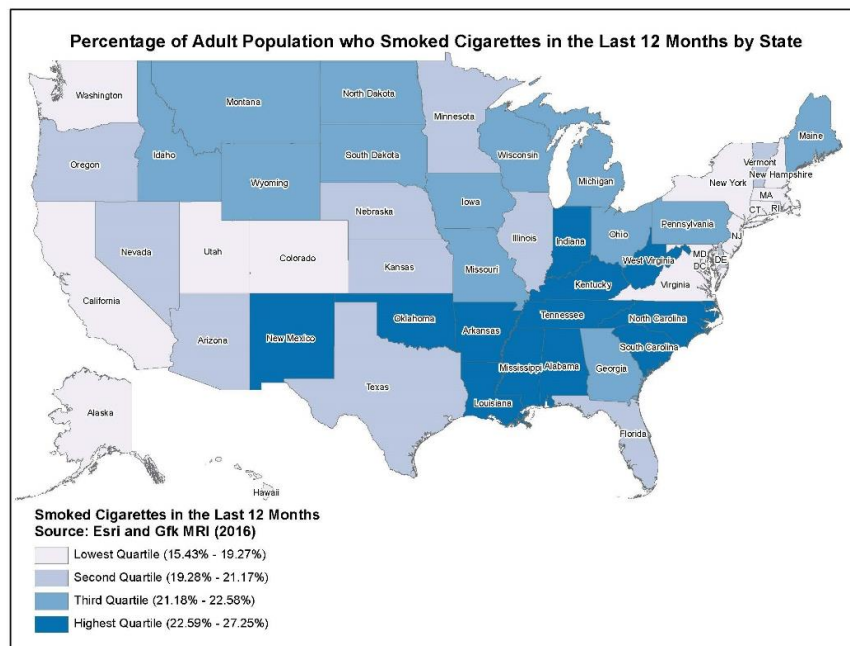 Percentage of Adult Population who Smoked Cigarettes in the Last 12 Months by State
Washington
Montana
North Dakota
Minnesota
Maine
Oregon
Idaho
South Dakota
Wisconsin
Vermont
New Hampshire
Wyoming
Michigan
New York
MA
CT
RI
Iowa
Nebraska
Pennsylvania
Nevada
Utah
Illinois
Indiana
Ohio
NJ
Colorado
Kansas
Missouri
West Virginia
MD
DE
DC
California
Kentucky
Virginia
Arizona
New Mexico
Oklahoma
Arkansas
Tennessee
North Carolina
South Carolina
Texas
Mississippi
Alabama
Georgia
Louisiana
Alaska
Florida
Hawaii
Smoked Cigarettes in the Last 12 Months
Source: Esri and Gfk MRI (2016)
Lowest Quartile (15.43% - 19.27%)
Second Quartile (19.28% - 21.17%)
Third Quartile (21.18% - 22.58%)
Highest Quartile (22.59% - 27.25%)